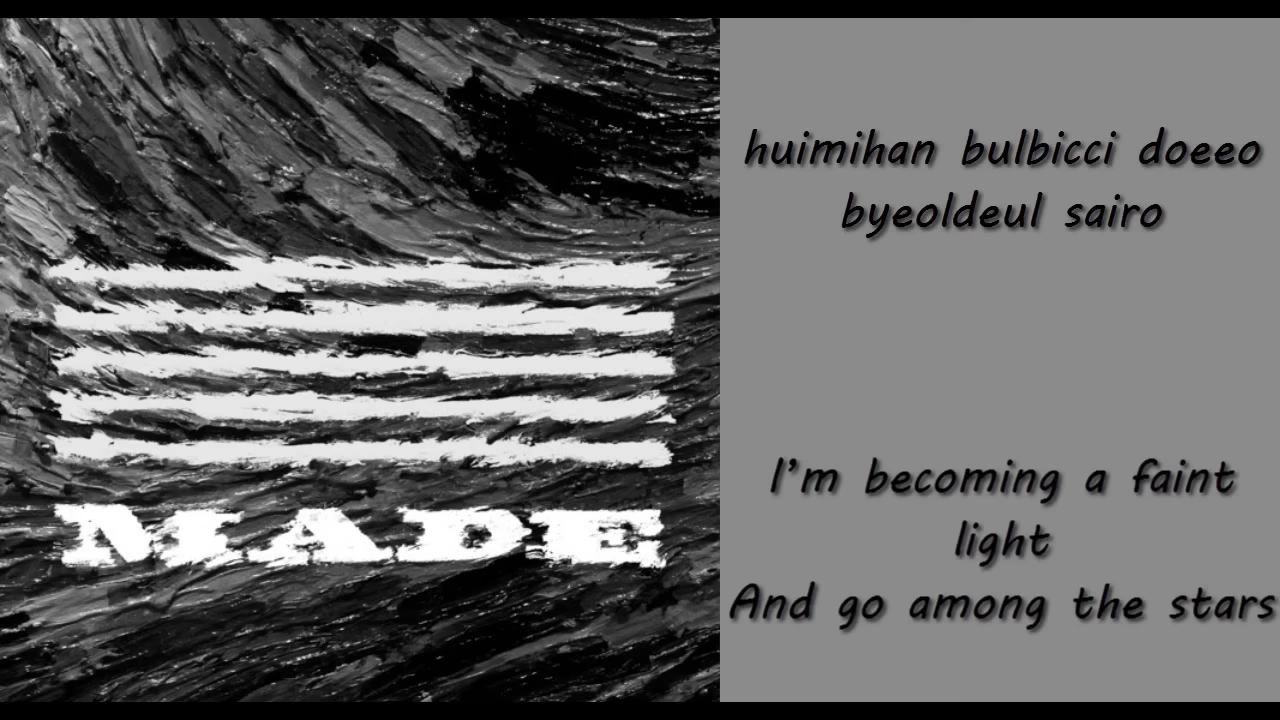 MADE
huimihan bulbicci doeeo
byeoldeul sairo
I'm becoming a faint
light
And go among the stars